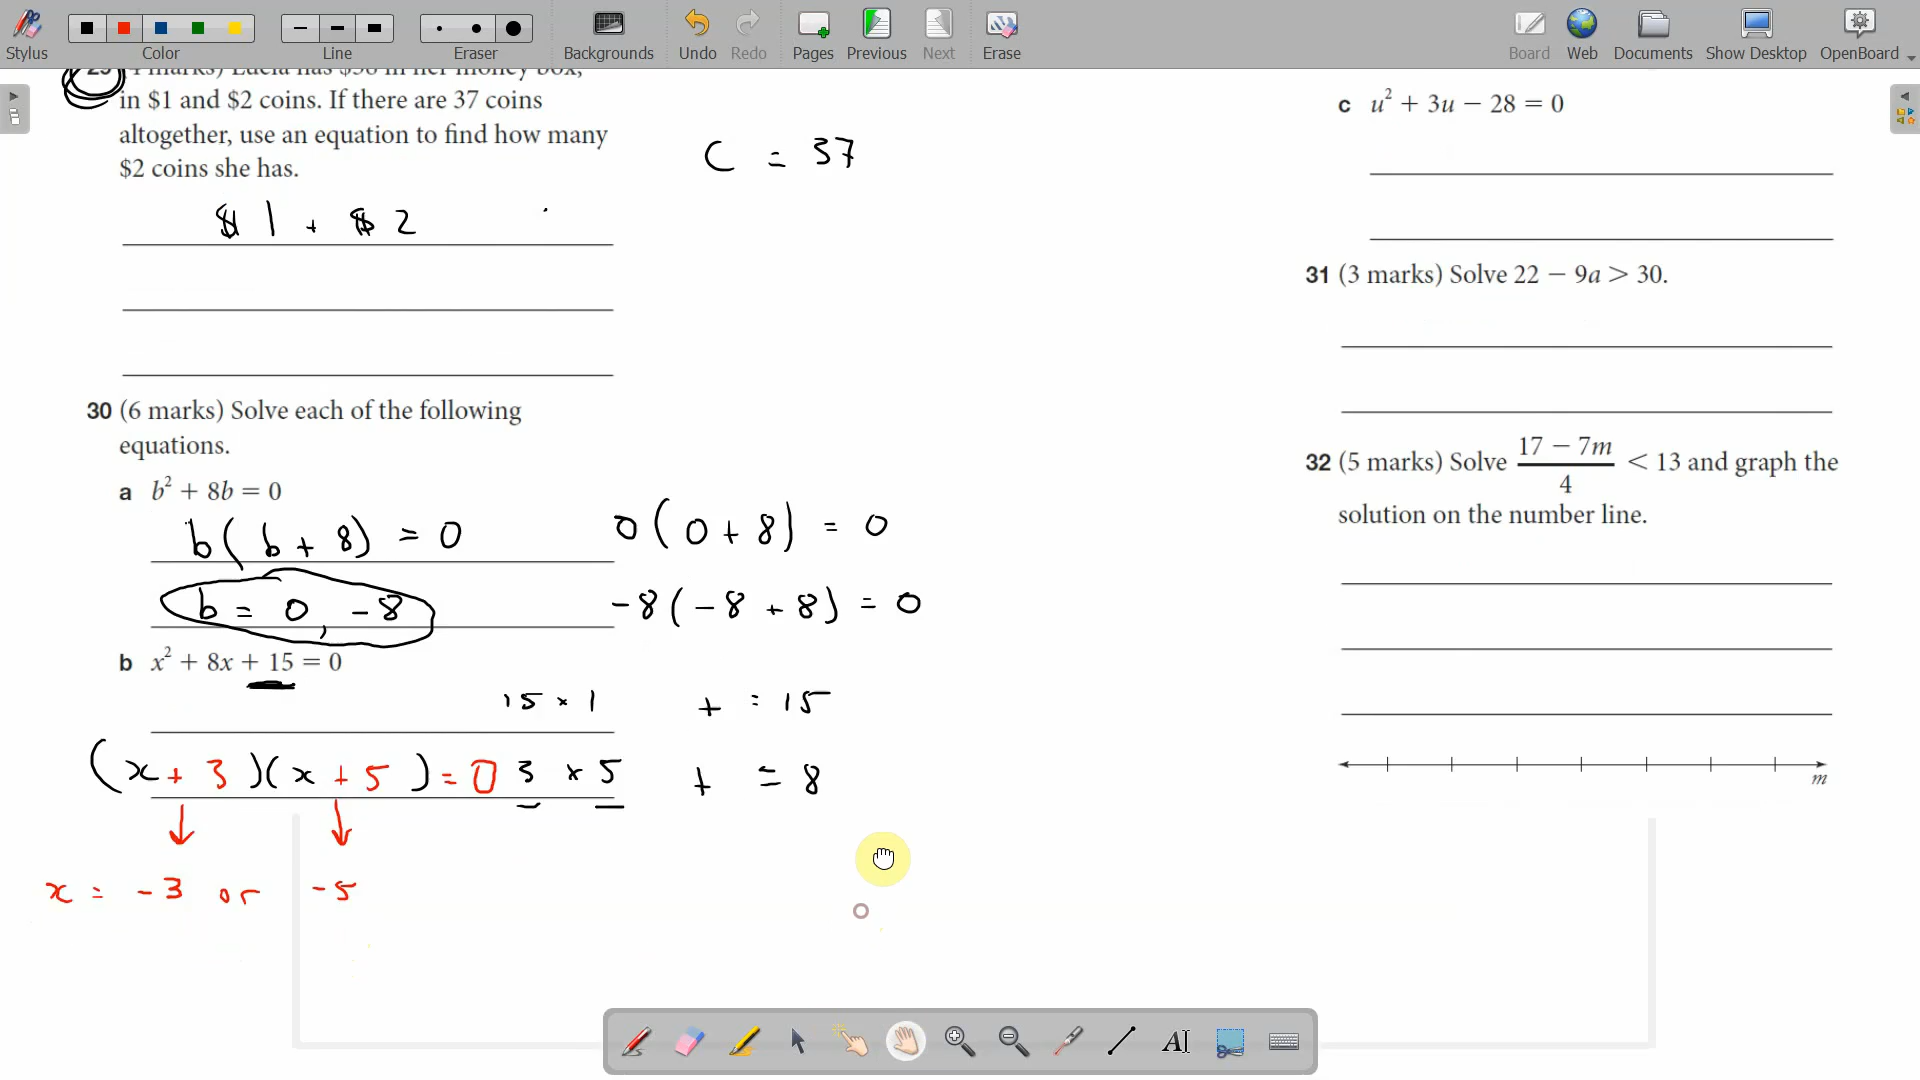 Stylus
Color
Line
Eraser
Backgrounds
Undo
Redo
Pages
Previous
Next
Erase
Board
Web
Documents
Show Desktop
OpenBoard
in $1 and $2 coins. If there are 37 coins
altogether, use an equation to find how many
$2 coins she has.
$ 1 + $ 2
C = 37
30 (6 marks) Solve each of the following
equations.
a b² + 8b = 0
b( b + 8) = 0
0( 0 + 8) = 0
b = 0, -8
-8( -8 + 8) = 0
b x² + 8x + 15 = 0
15 × 1
+ = 15
(x + 3)(x + 5) = 0
3 × 5
+ = 8
x = -3 or -5
c u² + 3u − 28 = 0
31 (3 marks) Solve 22 − 9a > 30.
32 (5 marks) Solve (17 − 7m)/4 < 13 and graph the
solution on the number line.
m